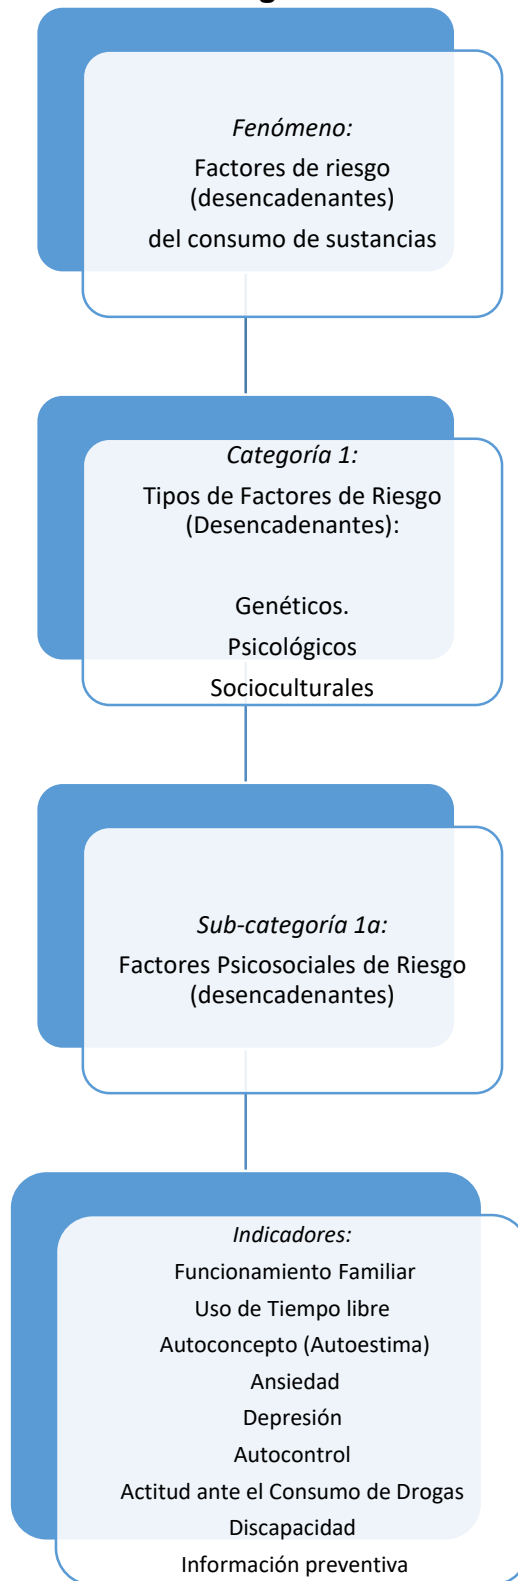 Fenómeno:
Factores de riesgo
(desencadenantes)
del consumo de sustancias
Categoría 1:
Tipos de Factores de Riesgo
(Desencadenantes):
Genéticos.
Psicológicos
Socioculturales
Sub-categoría 1a:
Factores Psicosociales de Riesgo
(desencadenantes)
Indicadores:
Funcionamiento Familiar
Uso de Tiempo libre
Autoconcepto (Autoestima)
Ansiedad
Depresión
Autocontrol
Actitud ante el Consumo de Drogas
Discapacidad
Información preventiva